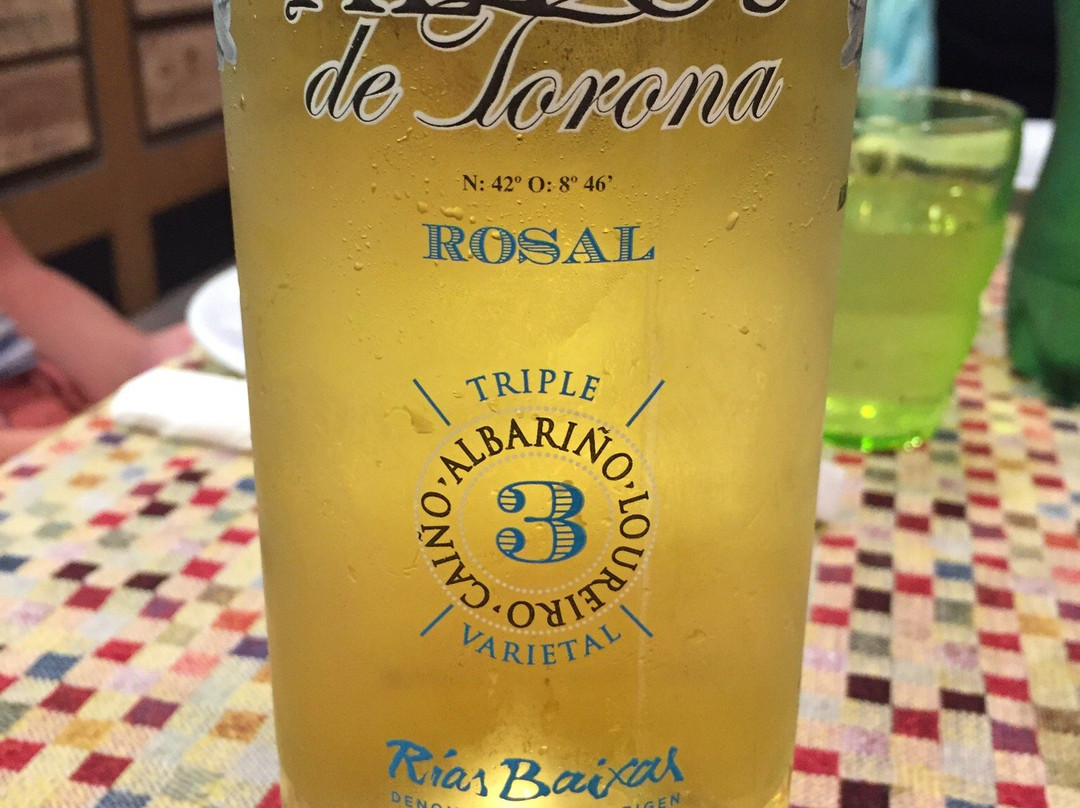 de Torona
N: 42º O: 8º 46’
ROSAL
TRIPLE
CAIÑO, ALBARIÑO, LOUREIRO,
3
VARIETAL
Rías Baixas